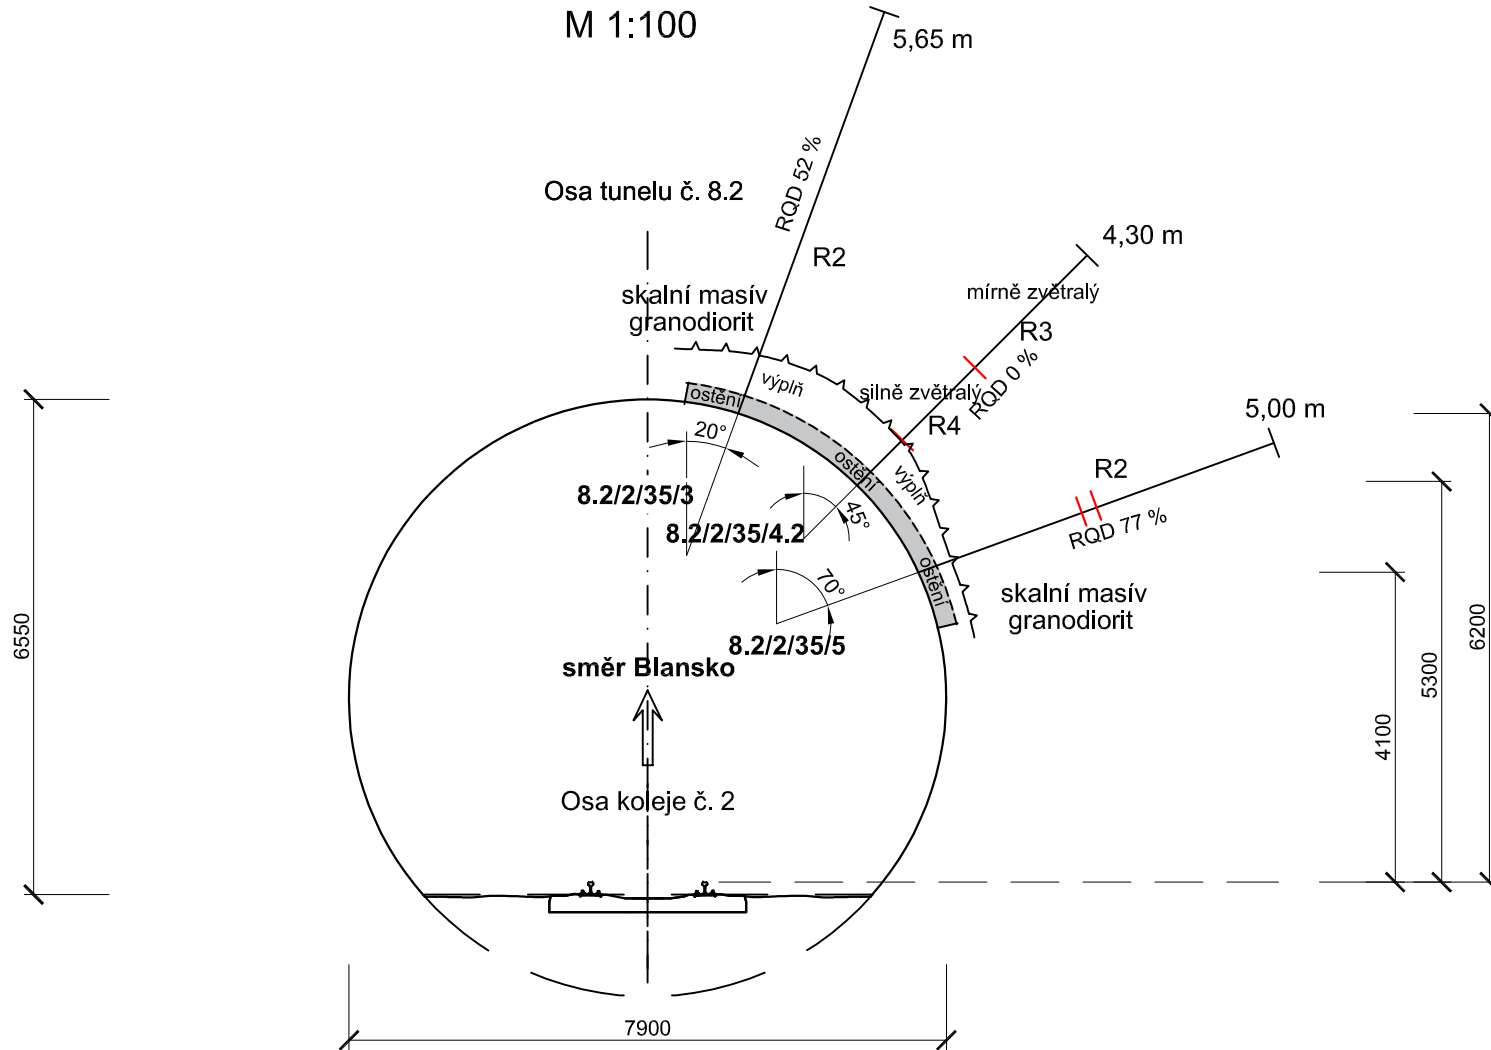 M 1:100
5,65 m
RQD 52 %
Osa tunelu č. 8.2
4,30 m
R2
skalní masív
granodiorit
mírně zvětralý
R3
RQD 0 %
výplň
silně zvětralý
ostění
R4
5,00 m
20°
R2
8.2/2/35/3
ostění
výplň
8.2/2/35/4.2
45°
RQD 77 %
70°
ostění
skalní masív
granodiorit
8.2/2/35/5
směr Blansko
6550
6200
5300
4100
Osa koleje č. 2
7900